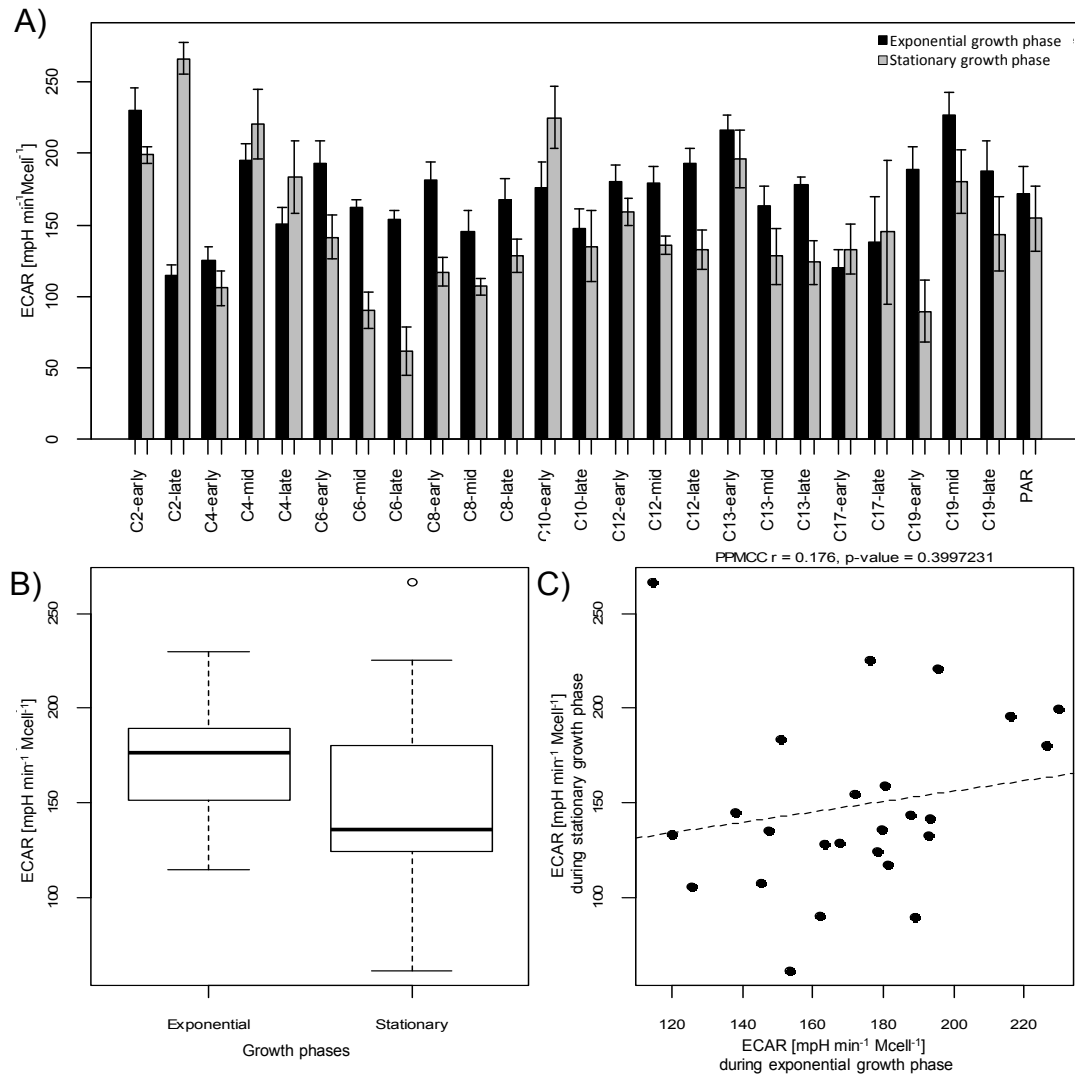 A)
Exponential growth phase
Stationary growth phase
ECAR [mpH min⁻¹Mcell⁻¹]
0
50
100
150
200
250
C2-early
C2-late
C4-early
C4-mid
C4-late
C6-early
C6-mid
C6-late
C8-early
C8-mid
C8-late
C10-early
C10-late
C12-early
C12-mid
C12-late
C13-early
C13-mid
C13-late
C17-early
C17-late
C19-early
C19-mid
C19-late
PAR
B)
ECAR [mpH min⁻¹ Mcell⁻¹]
100
150
200
250
Exponential
Stationary
Growth phases
C)
PPMCC r = 0.176, p-value = 0.3997231
ECAR [mpH min⁻¹ Mcell⁻¹]
during stationary growth phase
100
150
200
250
120
140
160
180
200
220
ECAR [mpH min⁻¹ Mcell⁻¹]
during exponential growth phase